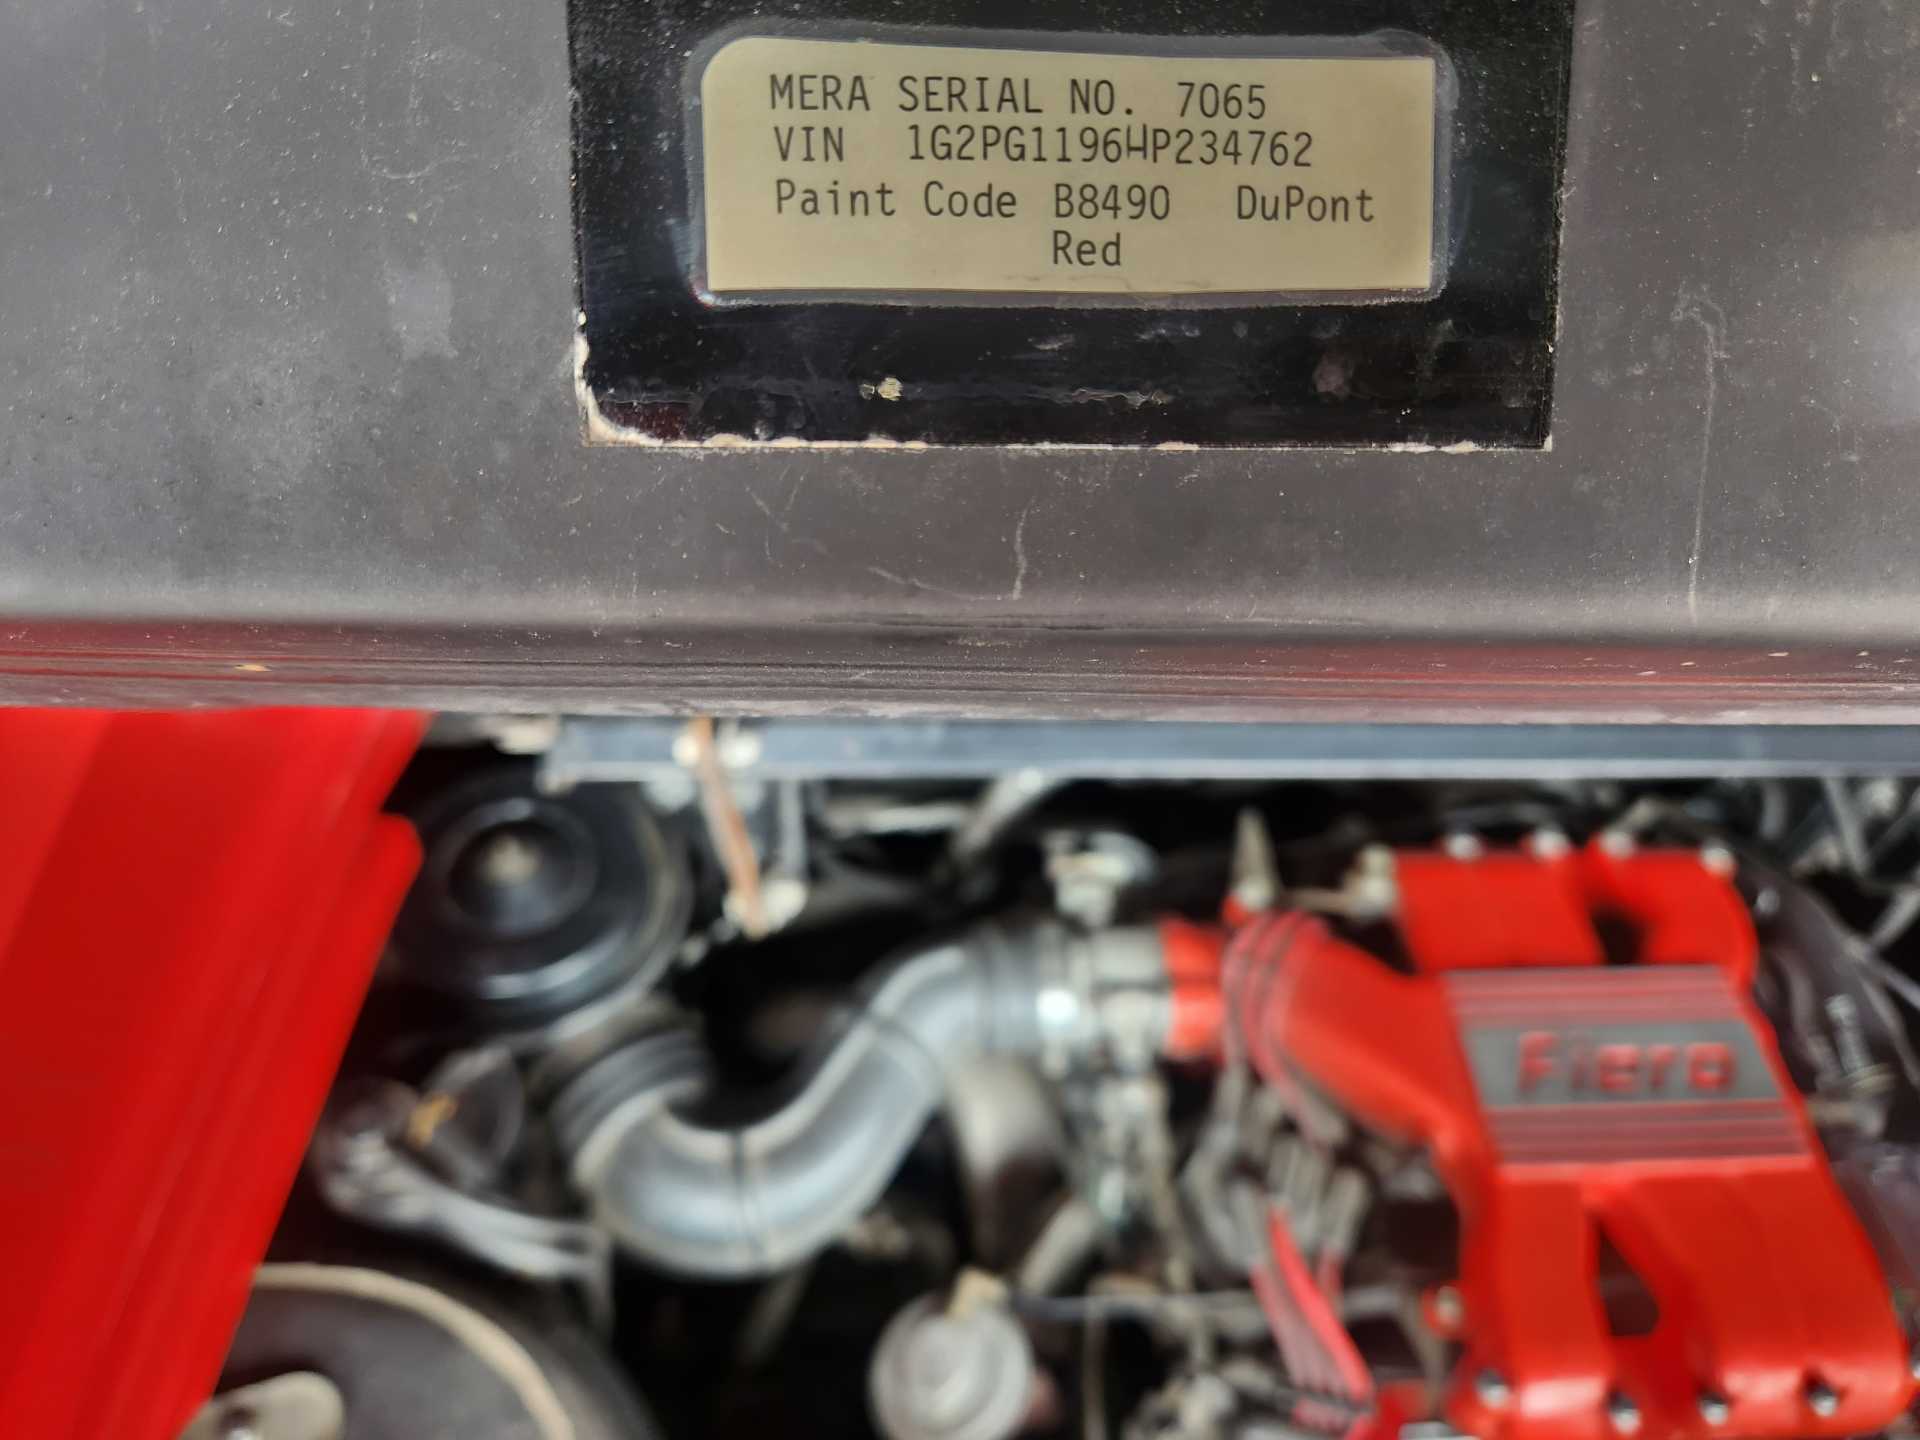 MERA SERIAL NO. 7065
VIN 1G2PG1196HP234762
Paint Code B8490 DuPont
Red
Fiero